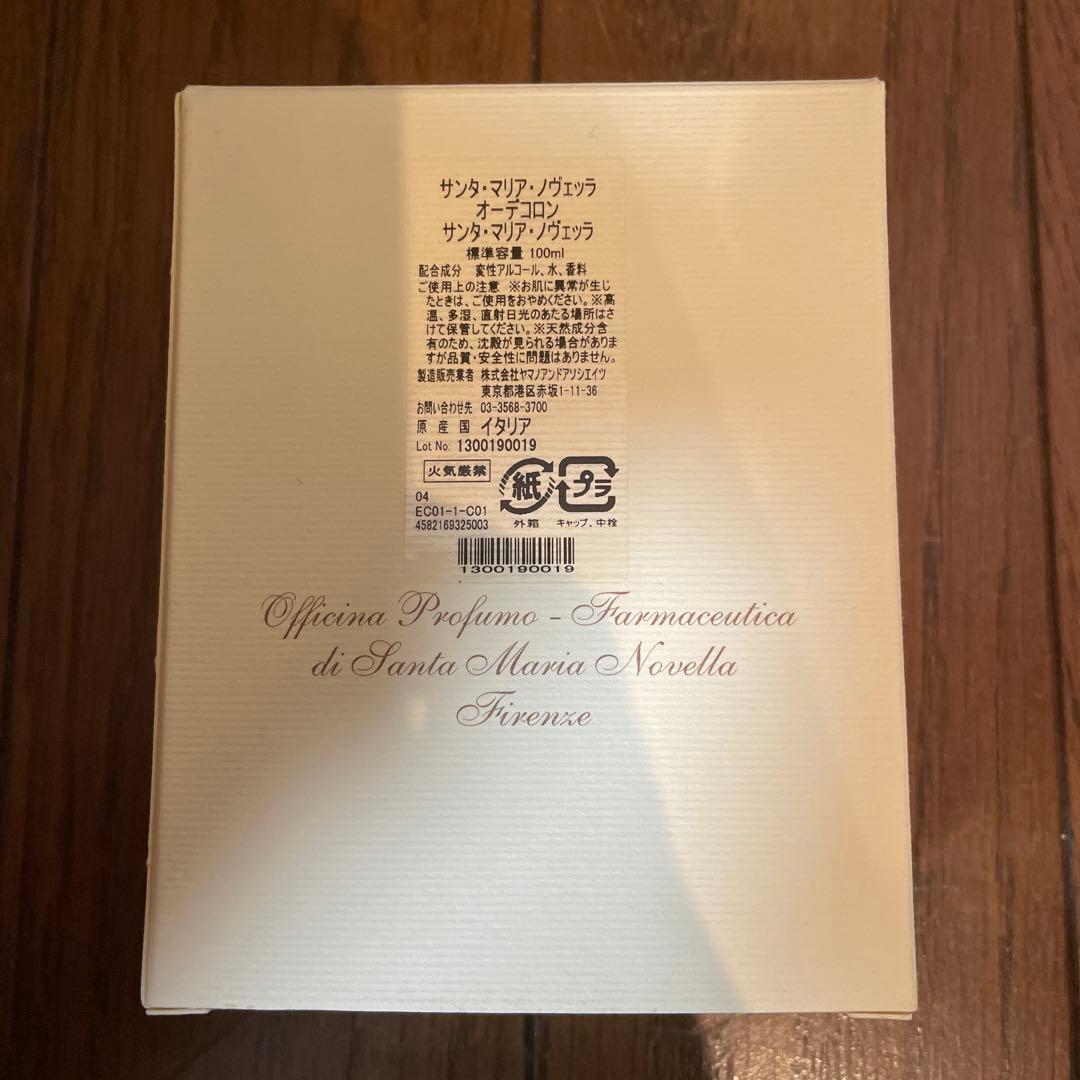 サンタ・マリア・ノヴェッラ
オーデコロン
サンタ・マリア・ノヴェッラ
標準容量 100ml
配合成分 変性アルコール、水、香料
ご使用上の注意 ※お肌に異常が生じ
たときは、ご使用をおやめください。※高
温、多湿、直射日光のあたる場所はさ
けて保管してください。※天然成分含
有のため、沈殿が見られる場合がありま
すが品質・安全性に問題はありません。
製造販売業者 株式会社ヤマノアンドアソシエイツ
東京都港区赤坂1-11-36
お問い合わせ先 03-3568-3700
原産国 イタリア
Lot No. 1300190019
火気厳禁
紙
プラ
04
EC01-1-C01
4582169325003
外箱
キャップ、中栓
1300190019
Officina Profumo - Farmaceutica
di Santa Maria Novella
Firenze